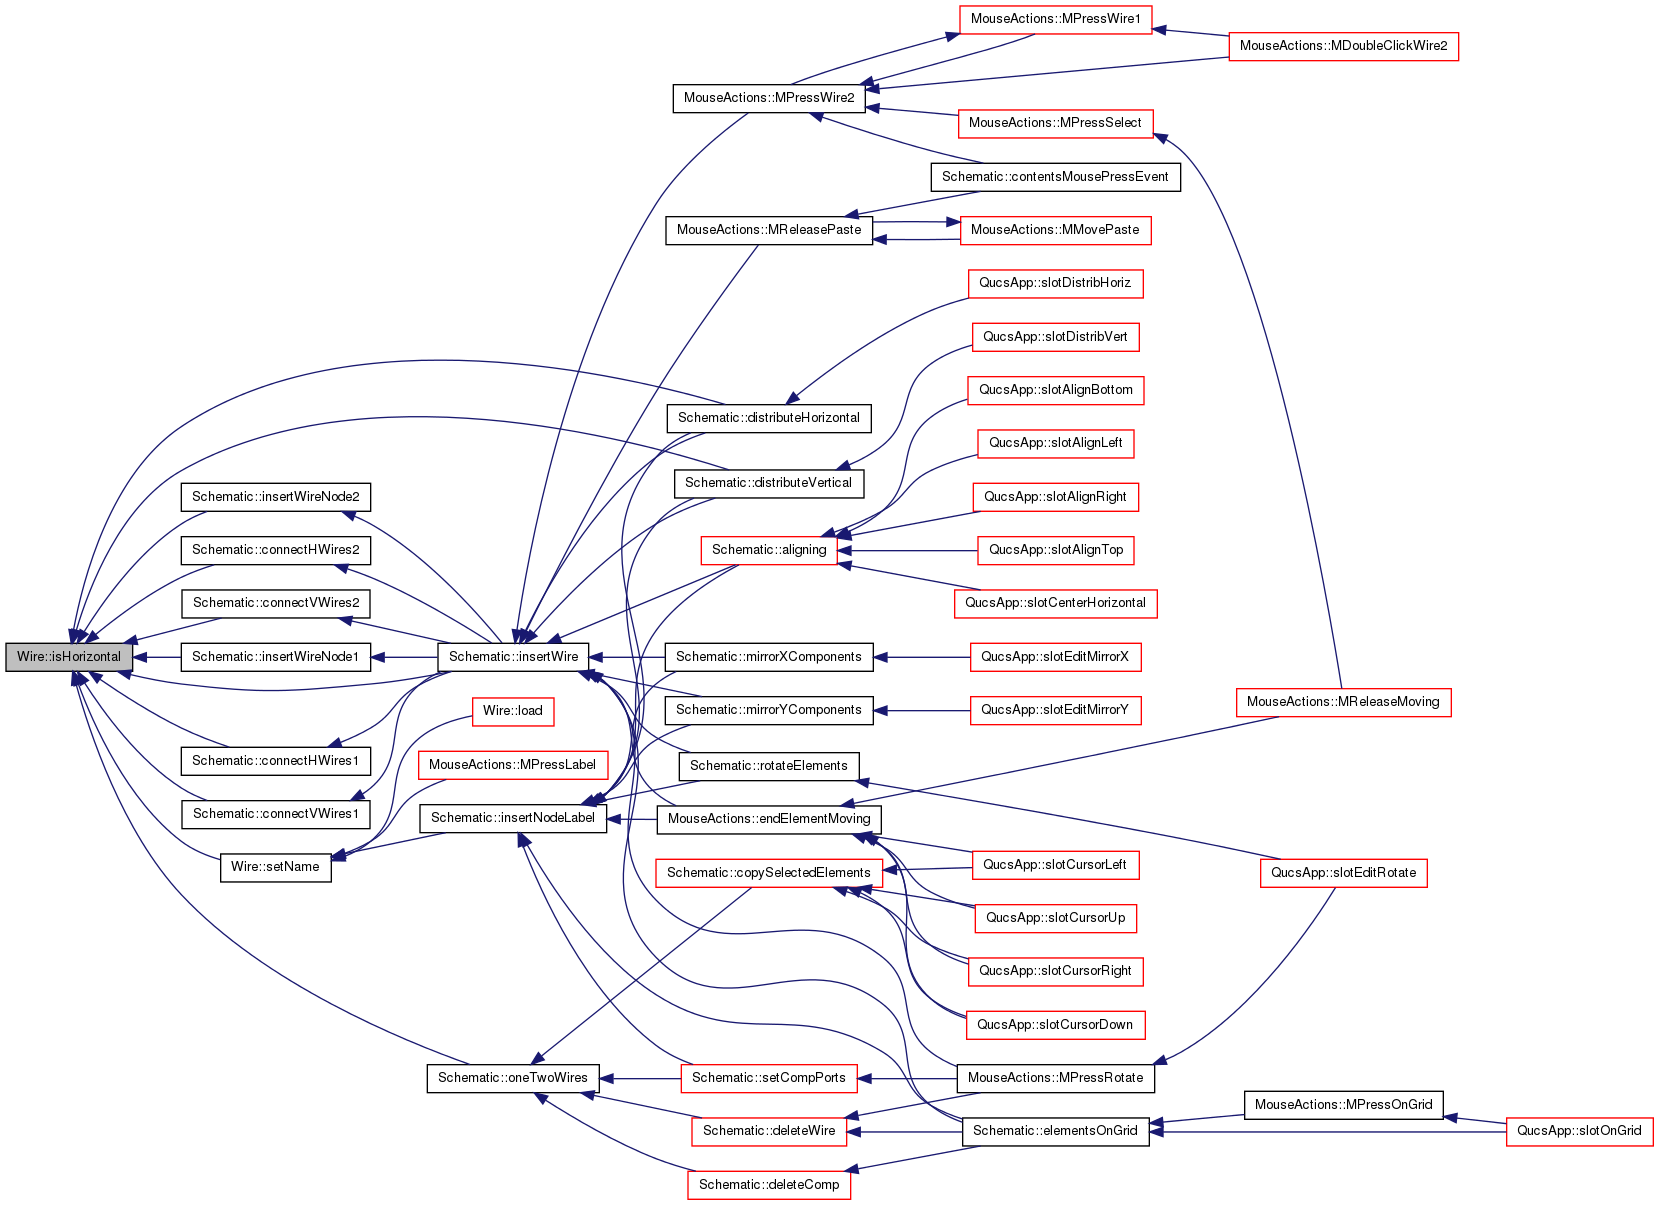 MouseActions::MPressWire1
MouseActions::MDoubleClickWire2
MouseActions::MPressWire2
MouseActions::MPressSelect
Schematic::contentsMousePressEvent
MouseActions::MReleasePaste
MouseActions::MMovePaste
QucsApp::slotDistribHoriz
QucsApp::slotDistribVert
QucsApp::slotAlignBottom
Schematic::distributeHorizontal
QucsApp::slotAlignLeft
Schematic::distributeVertical
Schematic::insertWireNode2
QucsApp::slotAlignRight
Schematic::connectHWires2
Schematic::aligning
QucsApp::slotAlignTop
Schematic::connectVWires2
QucsApp::slotCenterHorizontal
Wire::isHorizontal
Schematic::insertWireNode1
Schematic::insertWire
Schematic::mirrorXComponents
QucsApp::slotEditMirrorX
MouseActions::MReleaseMoving
Wire::load
Schematic::mirrorYComponents
QucsApp::slotEditMirrorY
Schematic::connectHWires1
MouseActions::MPressLabel
Schematic::rotateElements
Schematic::connectVWires1
Schematic::insertNodeLabel
MouseActions::endElementMoving
Wire::setName
Schematic::copySelectedElements
QucsApp::slotCursorLeft
QucsApp::slotEditRotate
QucsApp::slotCursorUp
QucsApp::slotCursorRight
QucsApp::slotCursorDown
Schematic::oneTwoWires
Schematic::setCompPorts
MouseActions::MPressRotate
MouseActions::MPressOnGrid
Schematic::deleteWire
Schematic::elementsOnGrid
QucsApp::slotOnGrid
Schematic::deleteComp